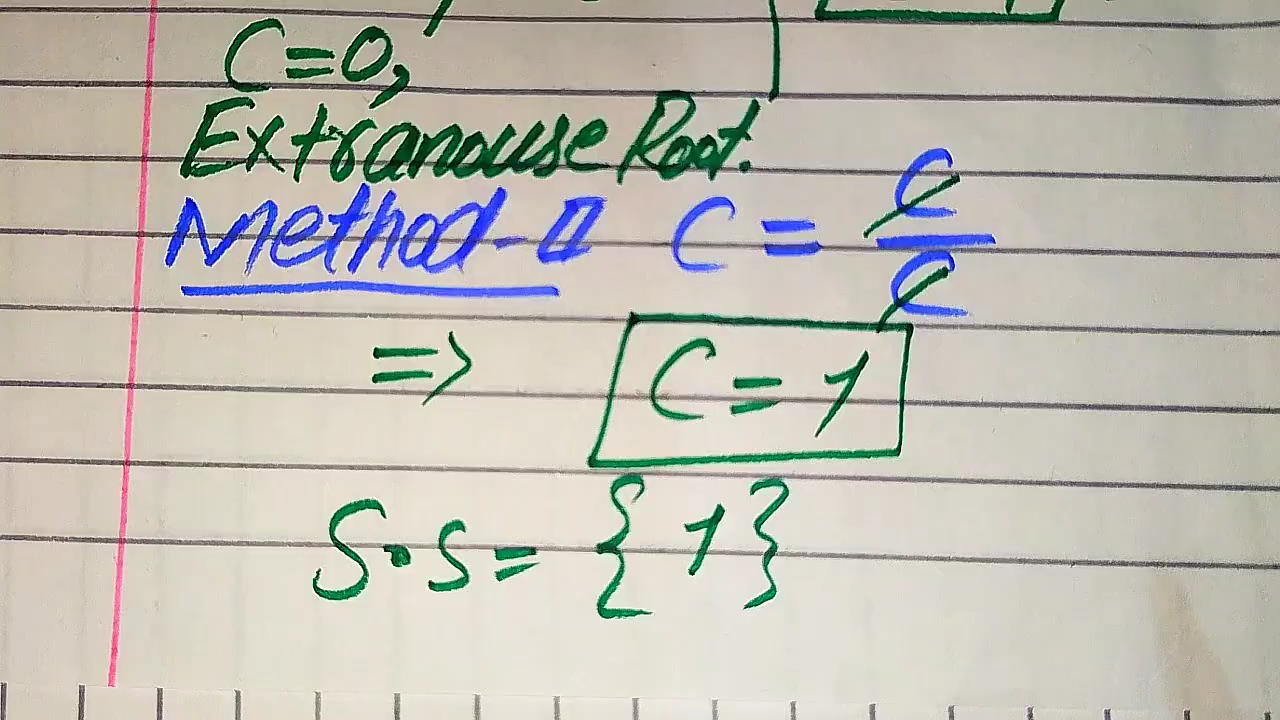 C=0,
Extranouse Root.
Method-II C = C/C
=> C = 1
S.S = {1}